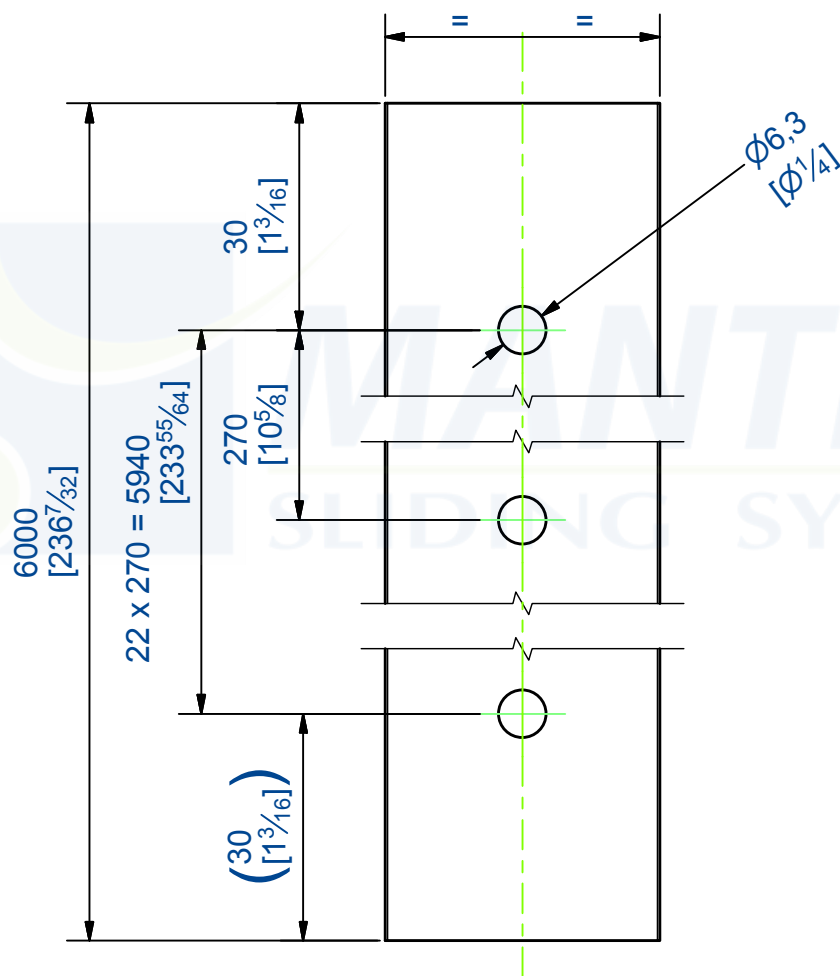 = =
Ø6,3
[Ø1/4]
30
[1 3/16]
270
[10 5/8]
22 x 270 = 5940
[233 55/64]
6000
[236 7/32]
(30
[1 3/16])
MANT
SLIDING SY